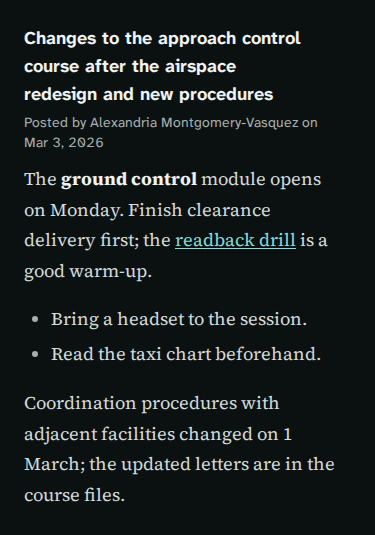 Changes to the approach control
course after the airspace
redesign and new procedures
Posted by Alexandria Montgomery-Vasquez on
Mar 3, 2026
The ground control module opens
on Monday. Finish clearance
delivery first; the readback drill is a
good warm-up.
• Bring a headset to the session.
• Read the taxi chart beforehand.
Coordination procedures with
adjacent facilities changed on 1
March; the updated letters are in the
course files.